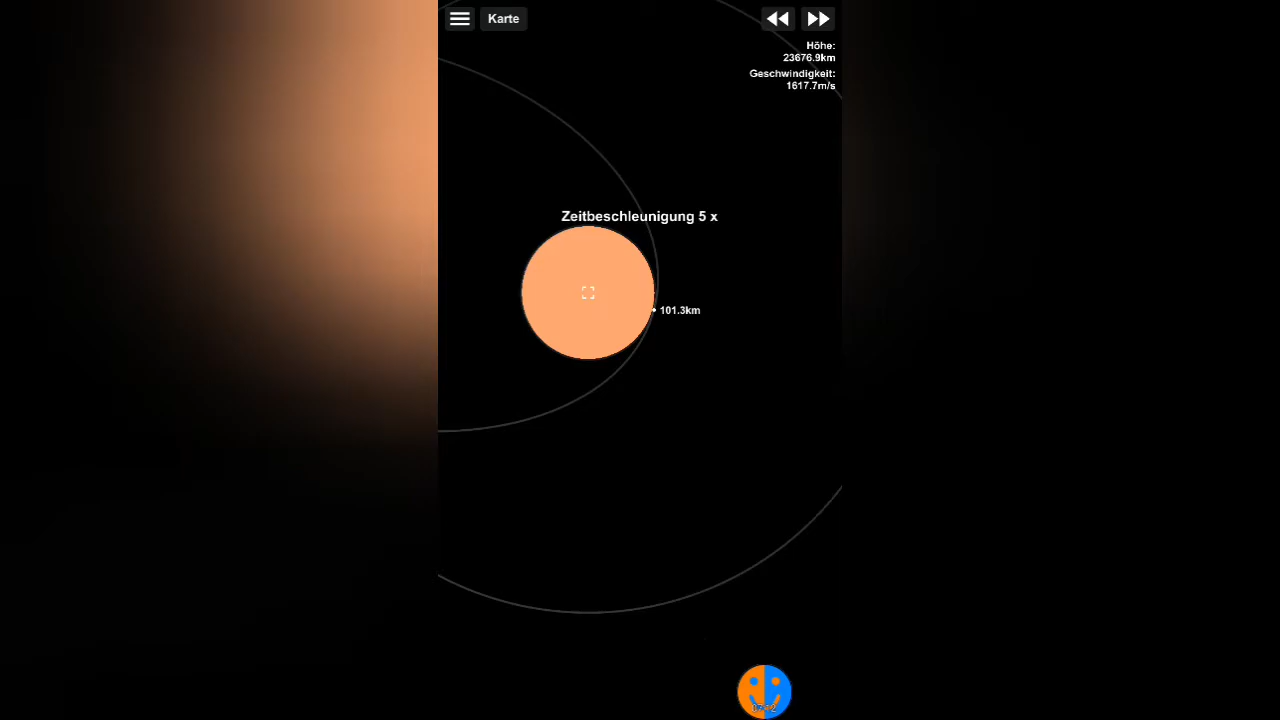 Karte
Höhe:
23676.9km
Geschwindigkeit:
1617.7m/s
Zeitbeschleunigung 5 x
101.3km